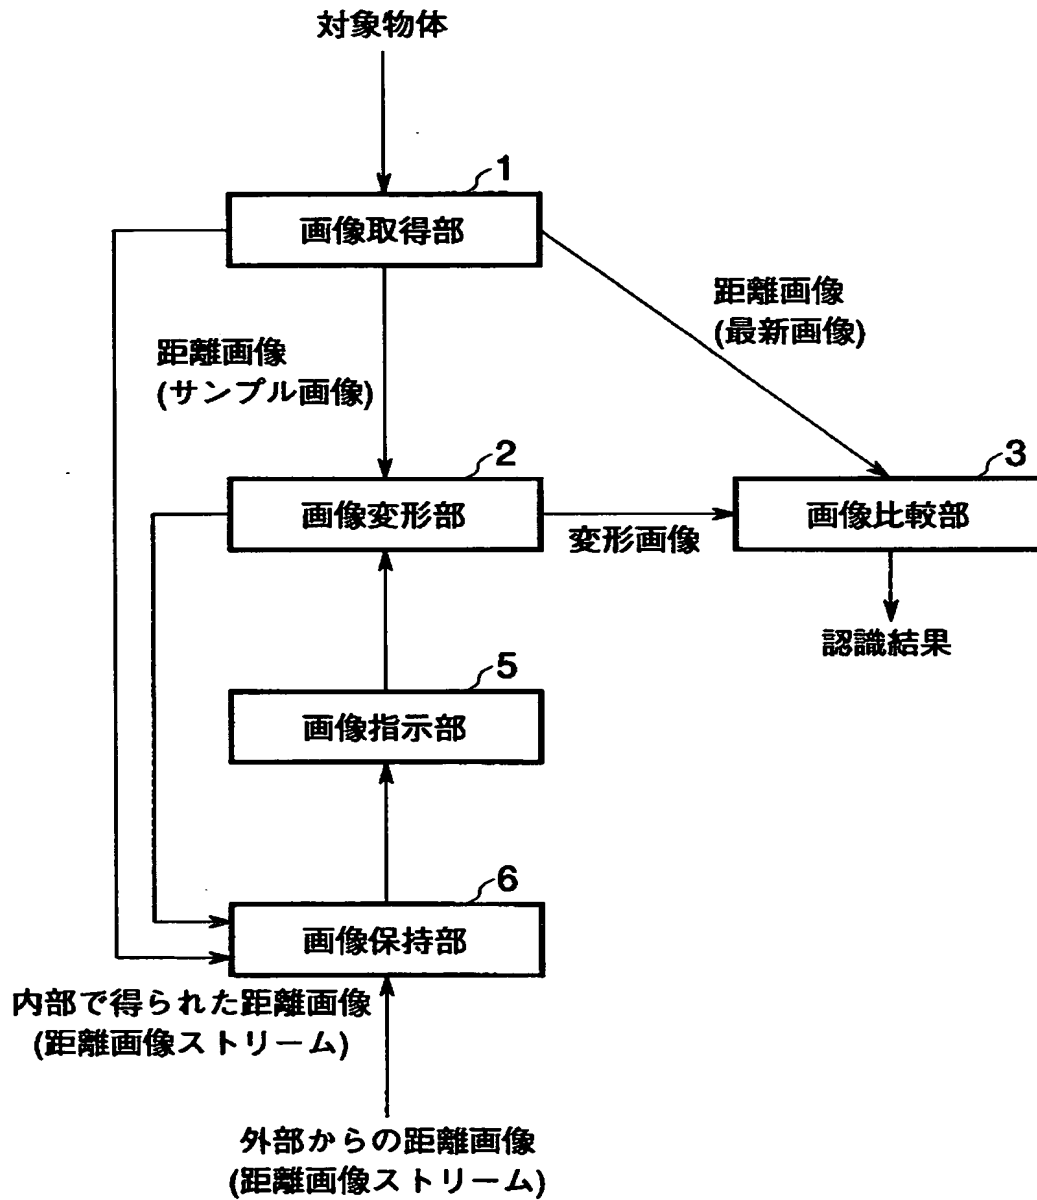 対象物体
1
画像取得部
距離画像
(最新画像)
距離画像
(サンプル画像)
2
画像変形部
変形画像
3
画像比較部
認識結果
5
画像指示部
6
画像保持部
内部で得られた距離画像
(距離画像ストリーム)
外部からの距離画像
(距離画像ストリーム)